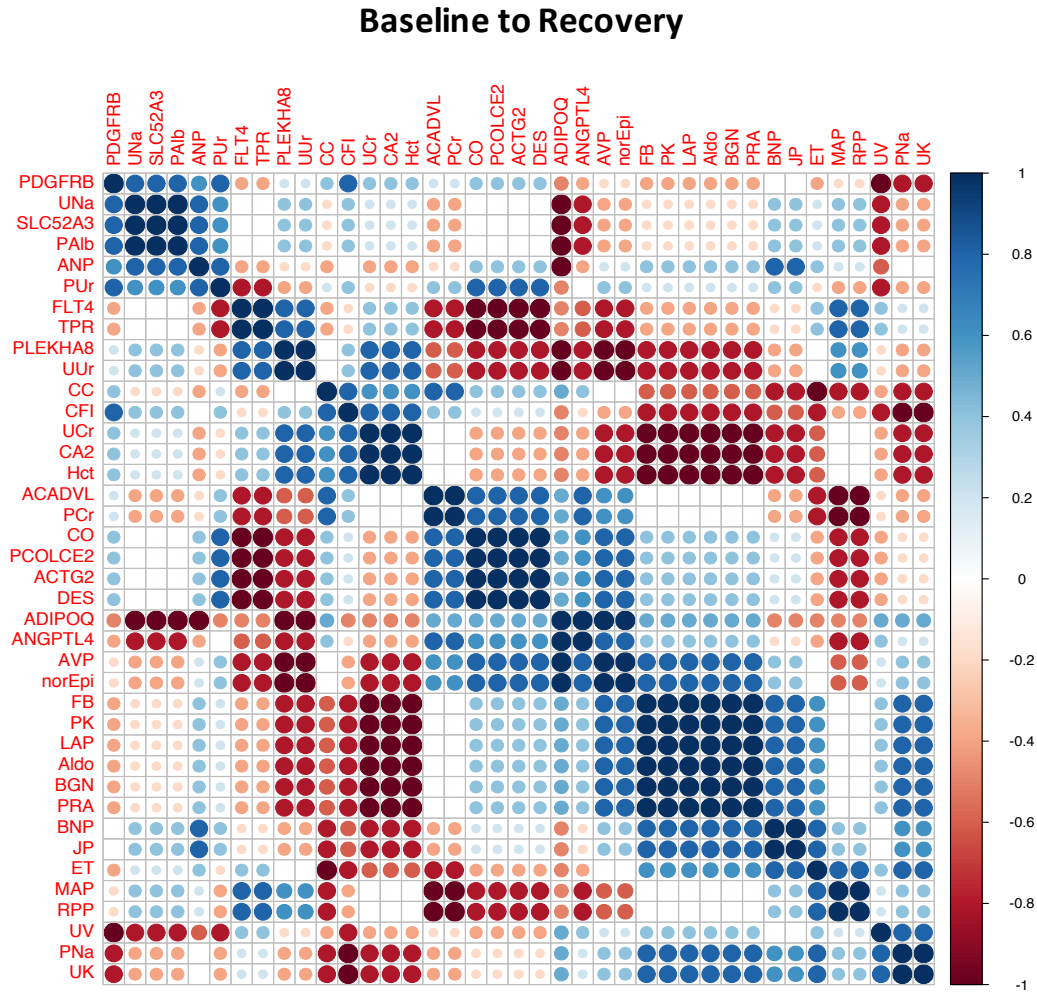 Baseline to Recovery
PDGFRB UNa SLC52A3 PAlb ANP PUr FLT4 TPR PLEKHA8 UUr CC CFI UCr CA2 Hct ACADVL PCr CO PCOLCE2 ACTG2 DES ADIPOQ ANGPTL4 AVP norEpi FB PK LAP Aldo BGN PRA BNP JP ET MAP RPP UV PNa UK
PDGFRB
UNa
SLC52A3
PAlb
ANP
PUr
FLT4
TPR
PLEKHA8
UUr
CC
CFI
UCr
CA2
Hct
ACADVL
PCr
CO
PCOLCE2
ACTG2
DES
ADIPOQ
ANGPTL4
AVP
norEpi
FB
PK
LAP
Aldo
BGN
PRA
BNP
JP
ET
MAP
RPP
UV
PNa
UK
1
0.8
0.6
0.4
0.2
0
-0.2
-0.4
-0.6
-0.8
-1